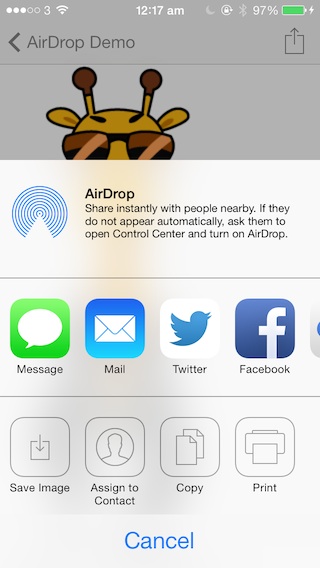 3 12:17 am 97%
AirDrop Demo
AirDrop
Share instantly with people nearby. If they
do not appear automatically, ask them to
open Control Center and turn on AirDrop.
Message Mail Twitter Facebook
Save Image Assign to Contact Copy Print
Cancel